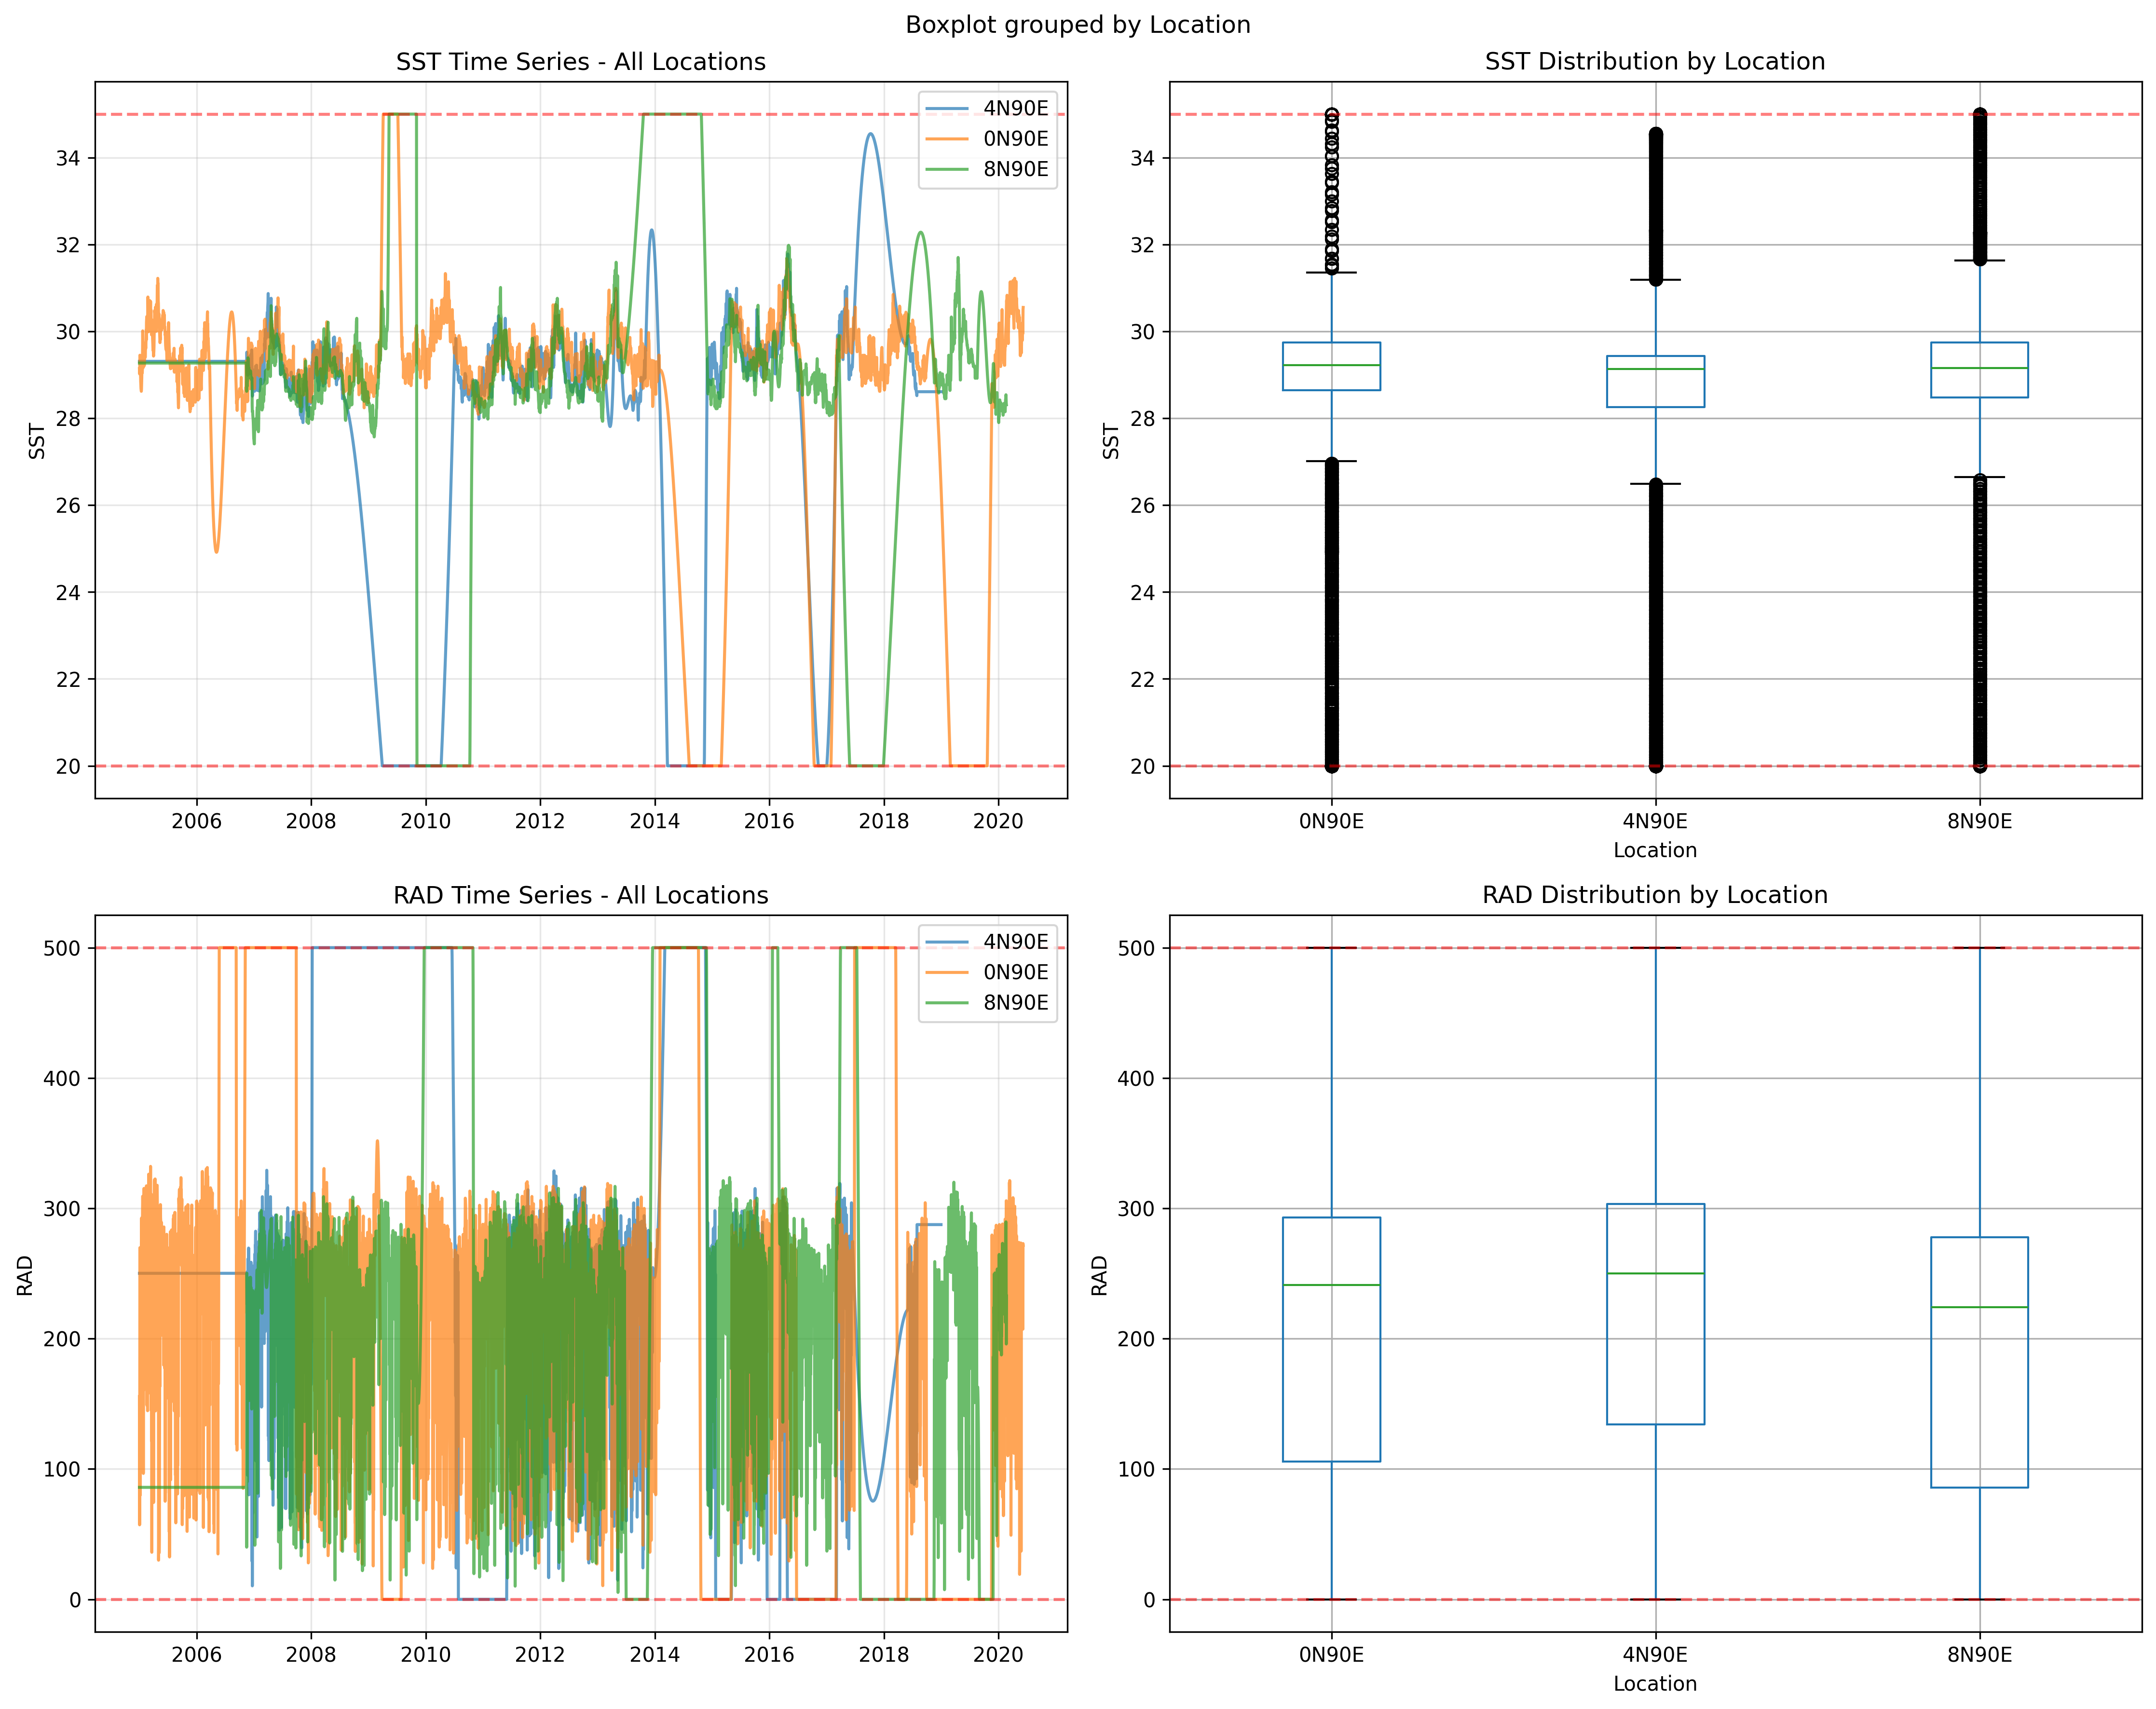 Boxplot grouped by Location
SST Time Series - All Locations
SST
34
32
30
28
26
24
22
20
2006 2008 2010 2012 2014 2016 2018 2020
4N90E
0N90E
8N90E
SST Distribution by Location
SST
34
32
30
28
26
24
22
20
0N90E 4N90E 8N90E
Location
RAD Time Series - All Locations
RAD
500
400
300
200
100
0
2006 2008 2010 2012 2014 2016 2018 2020
4N90E
0N90E
8N90E
RAD Distribution by Location
RAD
500
400
300
200
100
0
0N90E 4N90E 8N90E
Location